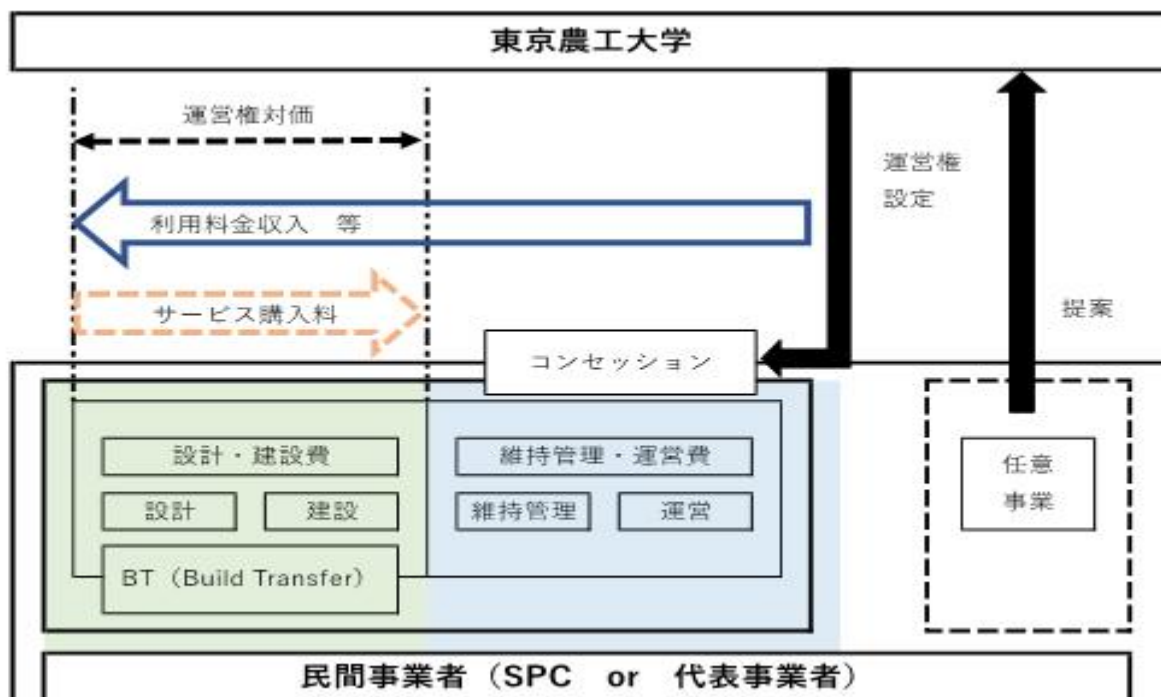 東京農工大学
運営権対価
運営権
設定
利用料金収入　等
提案
サービス購入料
コンセッション
設計・建設費
維持管理・運営費
任意
事業
設計
建設
維持管理
運営
BT（Build Transfer）
民間事業者（SPC　or　代表事業者）